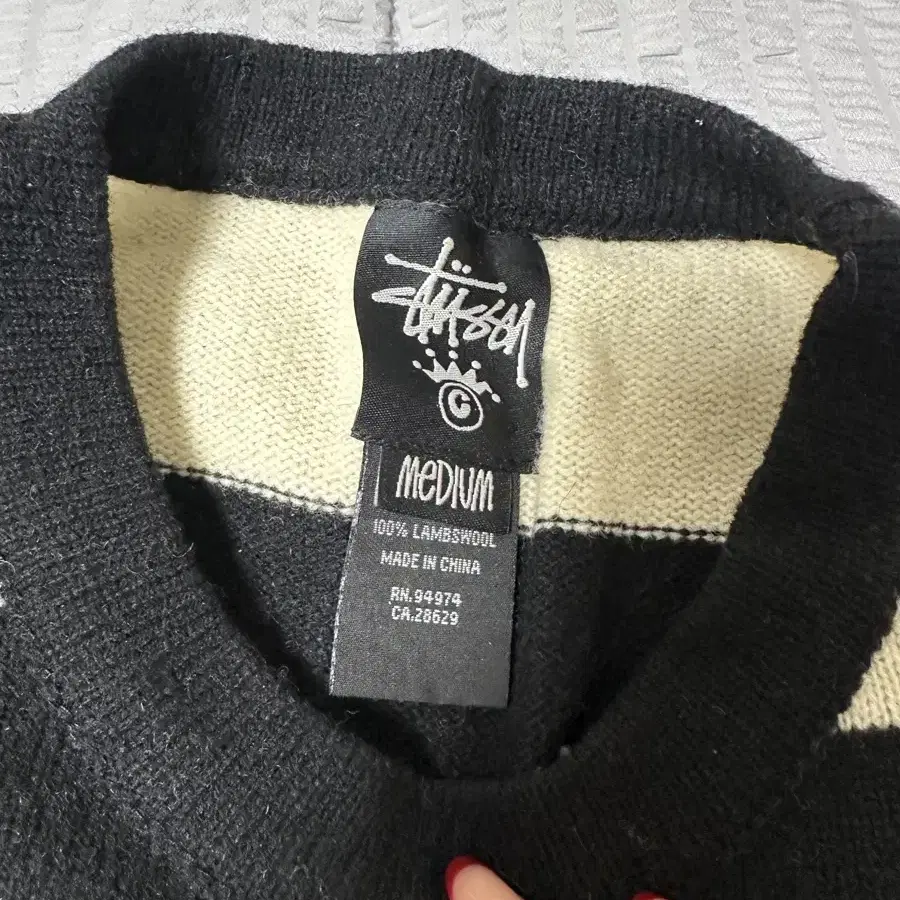 Stüssy
C
MEDIUM
100% LAMBSWOOL
MADE IN CHINA
RN.94974
CA.28629